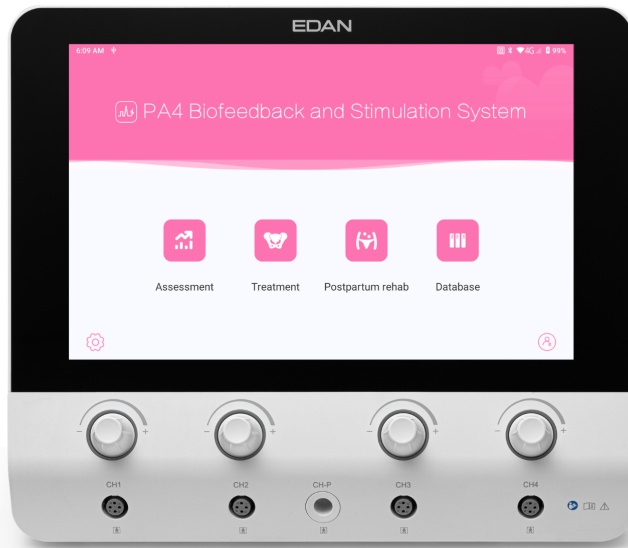 EDAN
6:09 AM
4G 99%
PA4 Biofeedback and Stimulation System
Assessment Treatment Postpartum rehab Database
- + - + - + - +
CH1 CH2 CH-P CH3 CH4